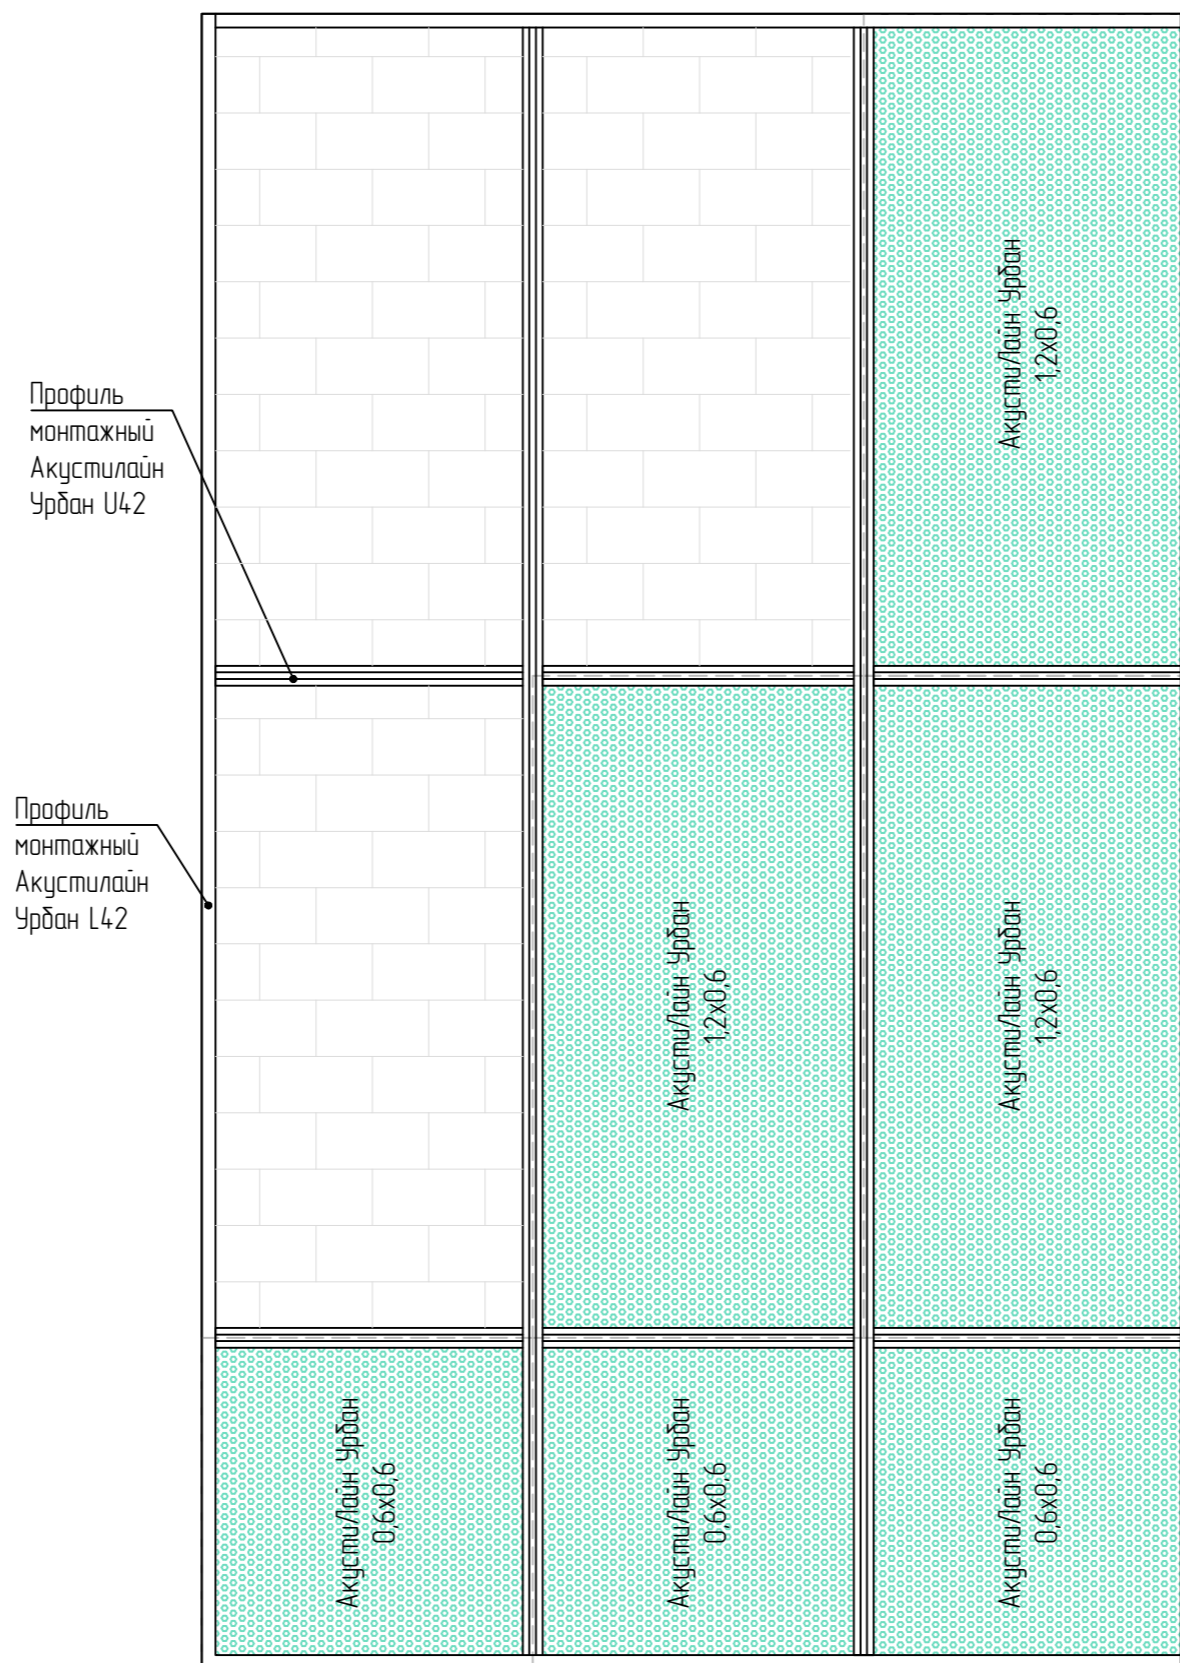 Профиль
монтажный
Акустилайн
Урбан U42
Профиль
монтажный
Акустилайн
Урбан L42
АкустиЛайн Урбан
1,2х0,6
АкустиЛайн Урбан
1,2х0,6
АкустиЛайн Урбан
1,2х0,6
АкустиЛайн Урбан
0,6х0,6
АкустиЛайн Урбан
0,6х0,6
АкустиЛайн Урбан
0,6х0,6